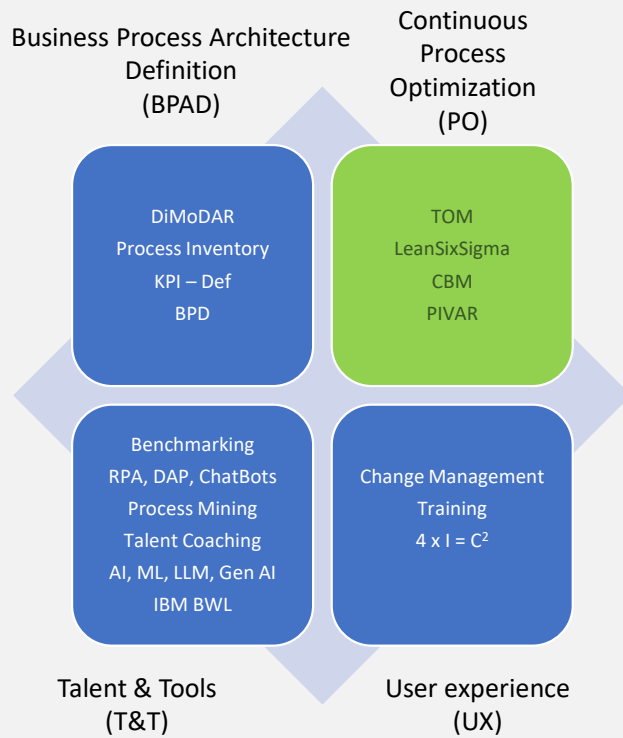 Business Process Architecture
Definition
(BPAD)
Continuous
Process
Optimization
(PO)
DiMoDAR
Process Inventory
KPI – Def
BPD
TOM
LeanSixSigma
CBM
PIVAR
Benchmarking
RPA, DAP, ChatBots
Process Mining
Talent Coaching
AI, ML, LLM, Gen AI
IBM BWL
Change Management
Training
4 x I = C²
Talent & Tools
(T&T)
User experience
(UX)